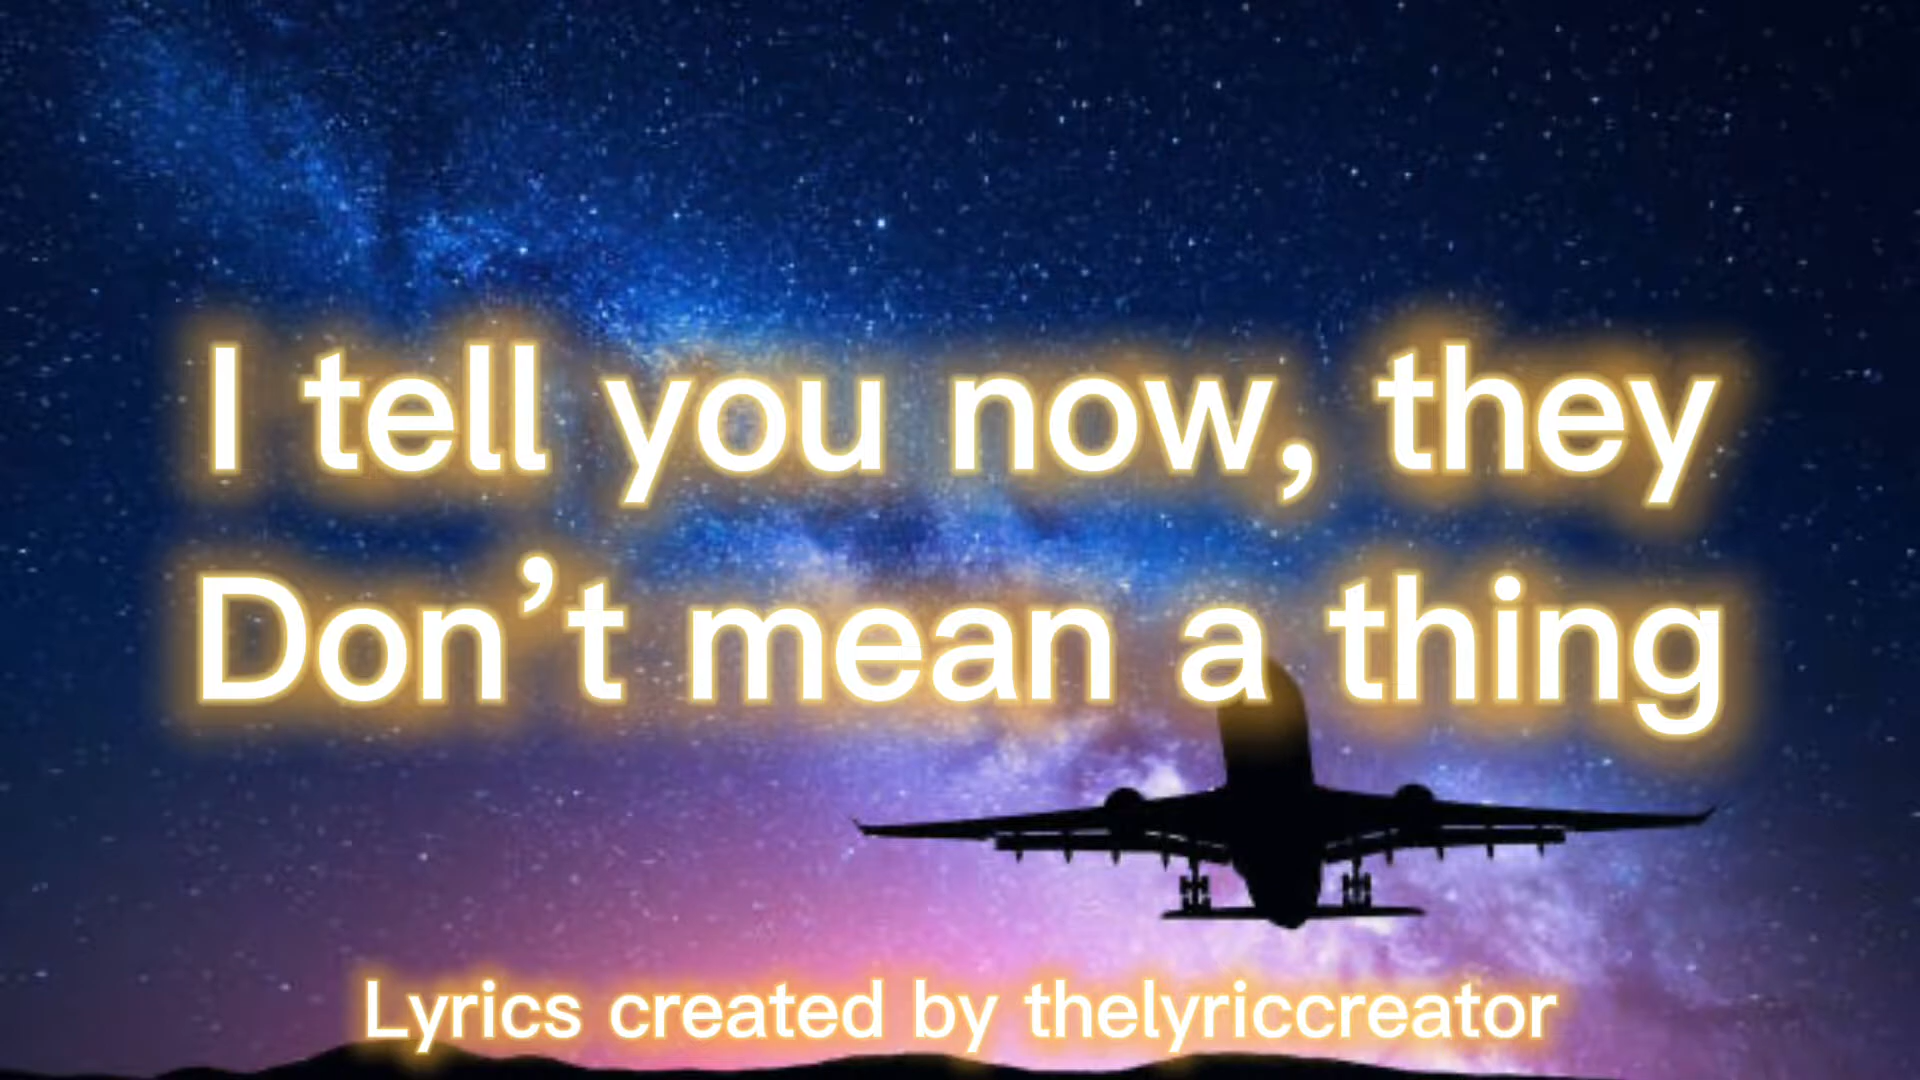 I tell you now, they
Don’t mean a thing
Lyrics created by thelyriccreator